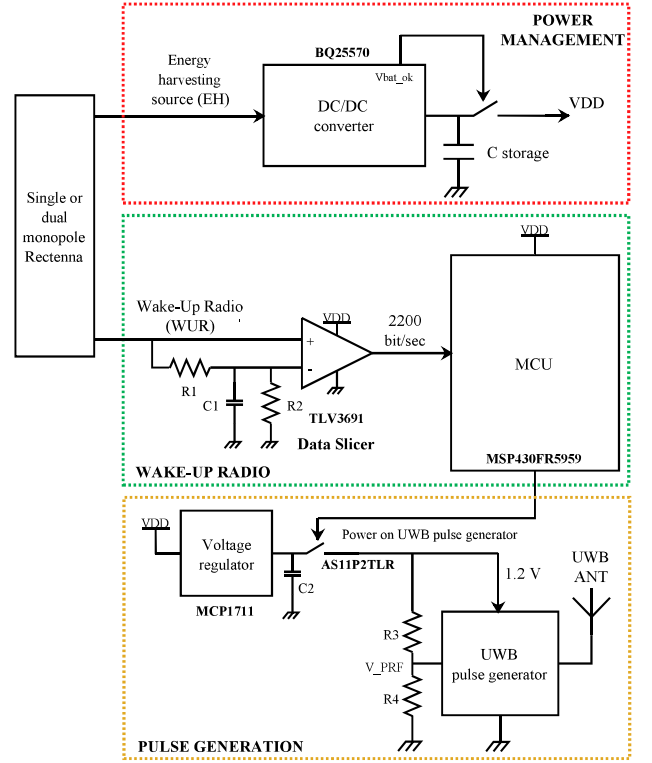 POWER
MANAGEMENT
BQ25570
Energy
harvesting
source (EH)
Vbat_ok
DC/DC
converter
VDD
C storage
Single or
dual
monopole
Rectenna
VDD
Wake-Up Radio
(WUR)
VDD
2200
bit/sec
+
-
MCU
R1
C1
R2
TLV3691
Data Slicer
MSP430FR5959
WAKE-UP RADIO
VDD
Voltage
regulator
Power on UWB pulse generator
UWB
ANT
AS11P2TLR
1.2 V
C2
MCP1711
R3
V_PRF
UWB
pulse generator
R4
PULSE GENERATION